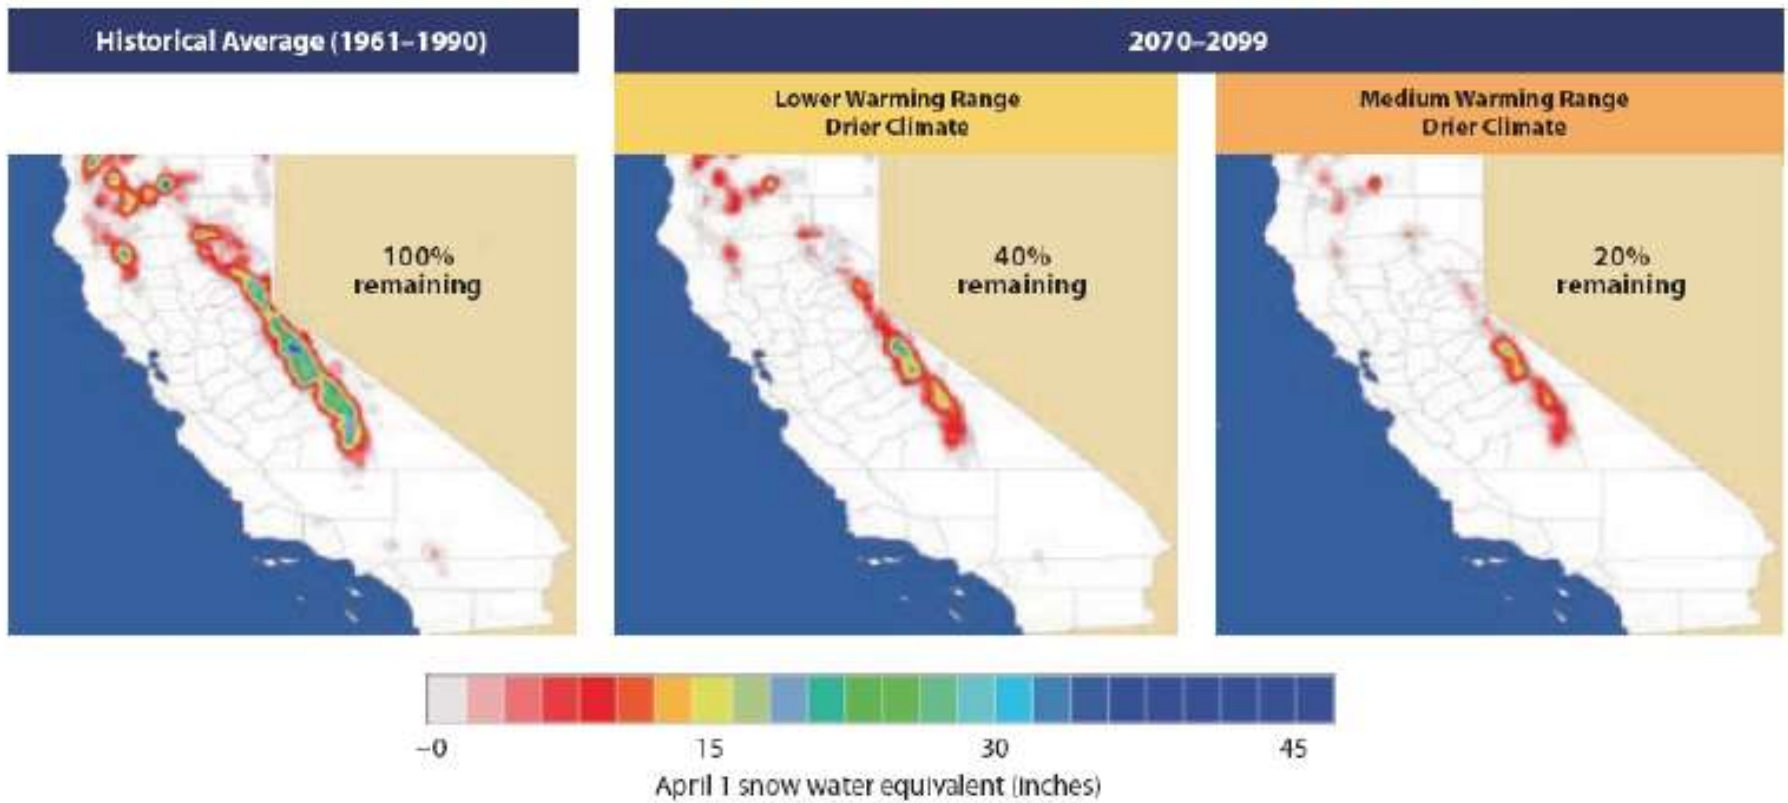 Historical Average (1961–1990)
2070–2099
Lower Warming Range
Drier Climate
Medium Warming Range
Drier Climate
100%
remaining
40%
remaining
20%
remaining
~0
15
30
45
April 1 snow water equivalent (inches)